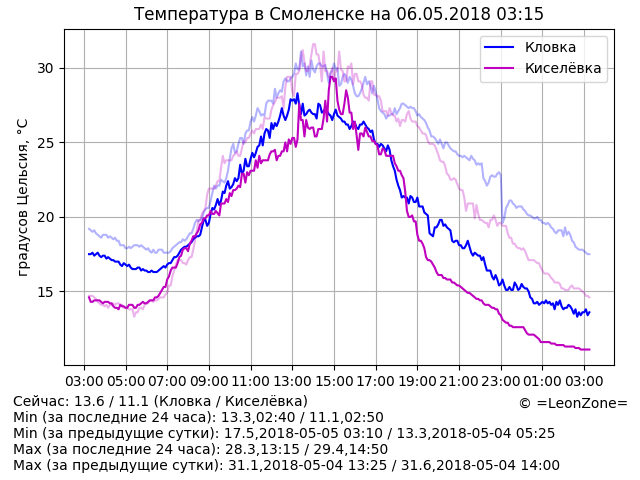 Температура в Смоленске на 06.05.2018 03:15
Кловка
Киселёвка
градусов Цельсия, °C
30
25
20
15
03:00 05:00 07:00 09:00 11:00 13:00 15:00 17:00 19:00 21:00 23:00 01:00 03:00
Сейчас: 13.6 / 11.1 (Кловка / Киселёвка)
© =LeonZone=
Min (за последние 24 часа): 13.3,02:40 / 11.1,02:50
Min (за предыдущие сутки): 17.5,2018-05-05 03:10 / 13.3,2018-05-04 05:25
Max (за последние 24 часа): 28.3,13:15 / 29.4,14:50
Max (за предыдущие сутки): 31.1,2018-05-04 13:25 / 31.6,2018-05-04 14:00